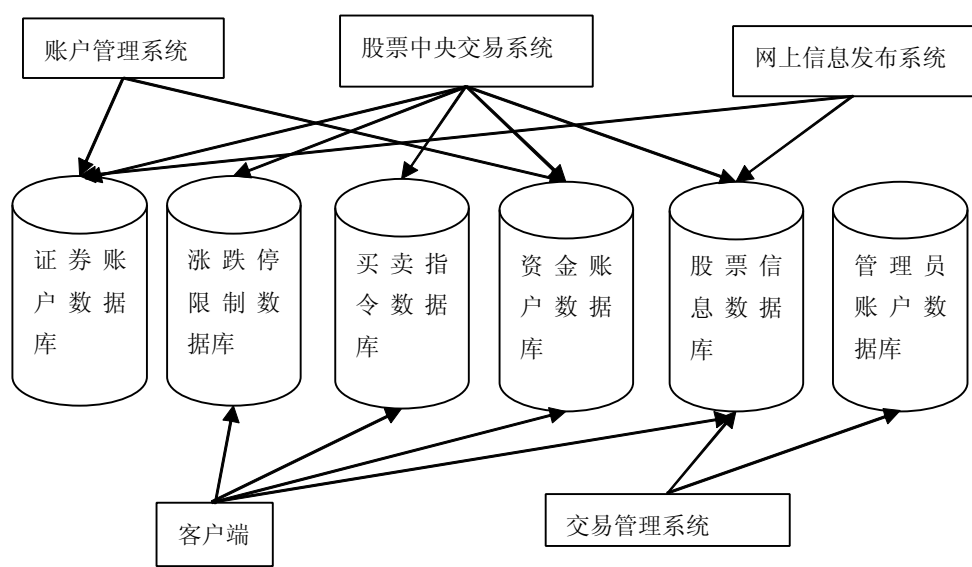 账户管理系统
股票中央交易系统
网上信息发布系统
证券账
户数据
库
涨跌停
限制数
据库
买卖指
令数据
库
资金账
户数据
库
股票信
息数据
库
管理员
账户数
据库
客户端
交易管理系统